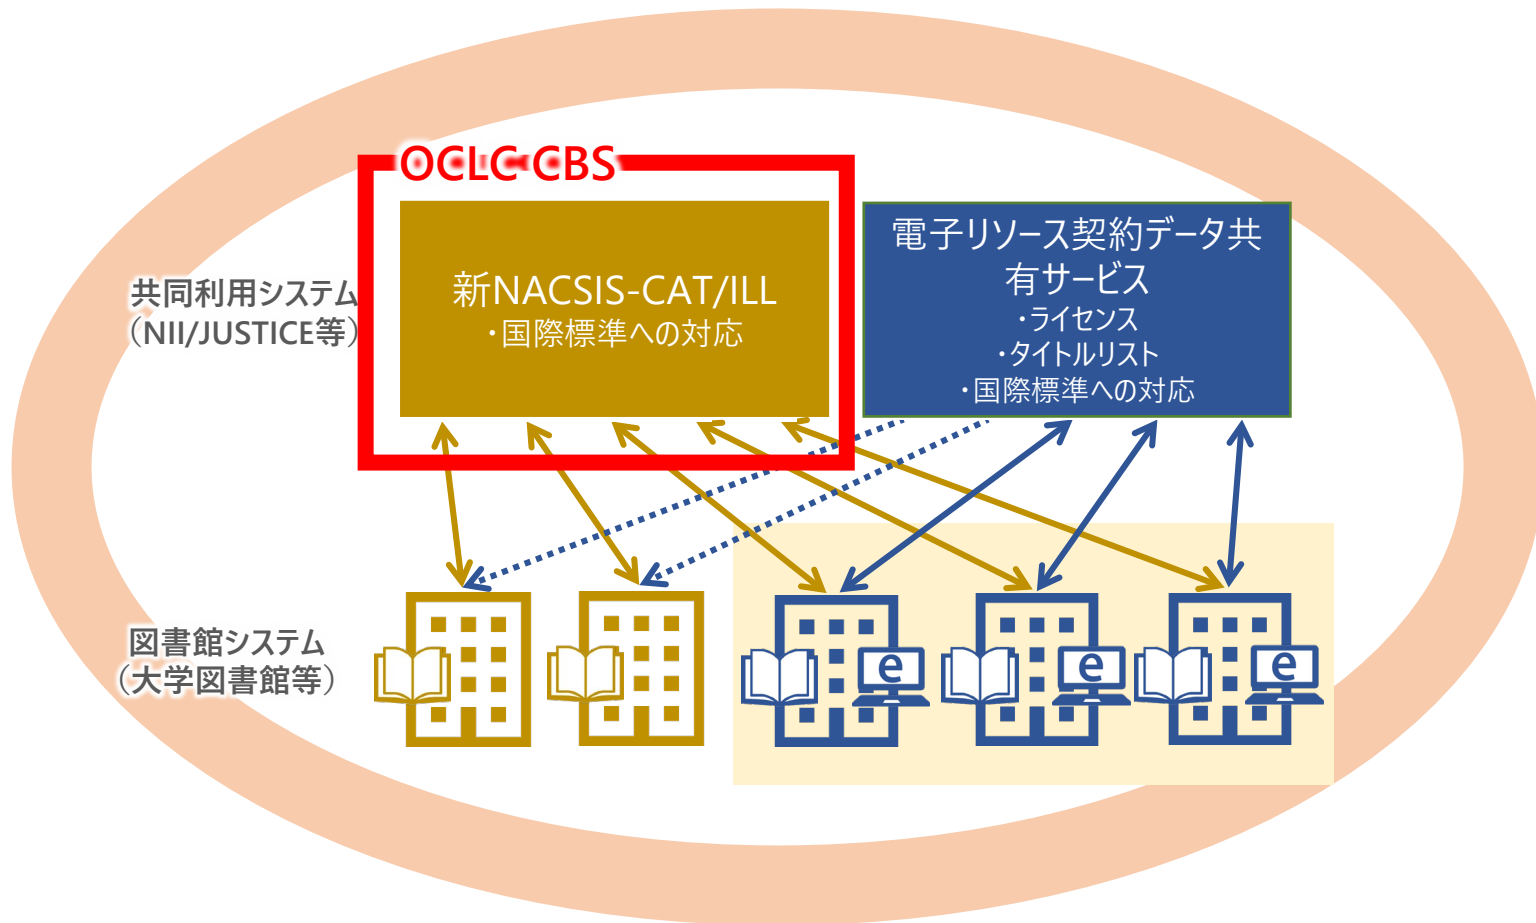 OCLC CBS
新NACSIS-CAT/ILL
・国際標準への対応
電子リソース契約データ共
有サービス
・ライセンス
・タイトルリスト
・国際標準への対応
共同利用システム
（NII/JUSTICE等）
図書館システム
（大学図書館等）
e
e
e